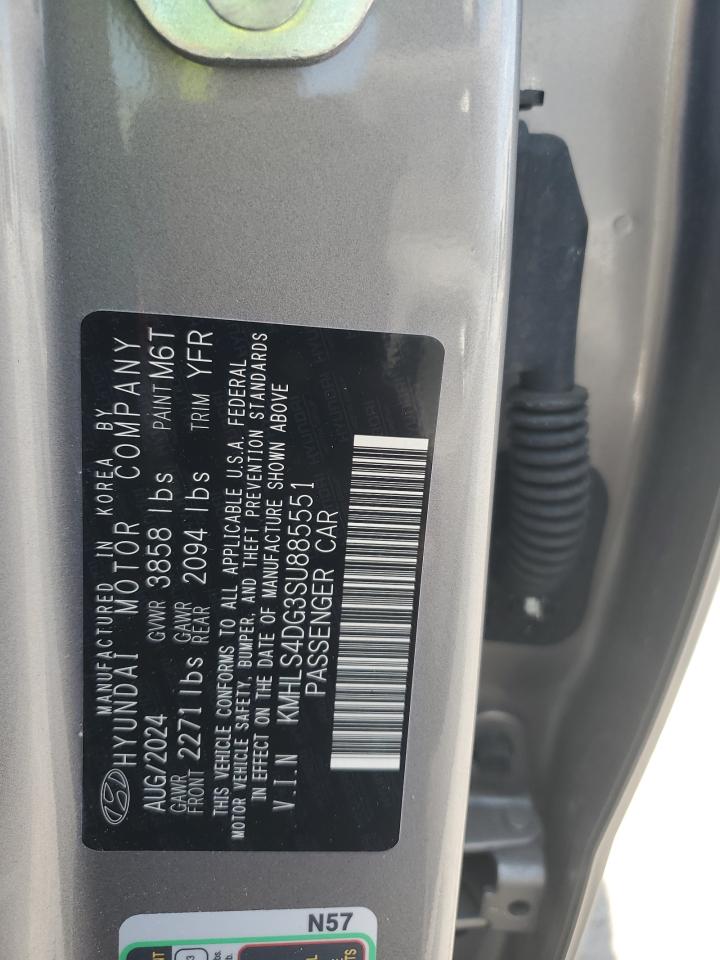 MANUFACTURED IN KOREA BY
HYUNDAI MOTOR COMPANY
AUG/2024 GVWR 3858 lbs PAINT M6T
GAWR FRONT 2271 lbs GAWR REAR 2094 lbs TRIM YFR
THIS VEHICLE CONFORMS TO ALL APPLICABLE U.S.A. FEDERAL
MOTOR VEHICLE SAFETY, BUMPER, AND THEFT PREVENTION STANDARDS
IN EFFECT ON THE DATE OF MANUFACTURE SHOWN ABOVE
V.I.N KMHLS4DG3SU885551
PASSENGER CAR
N57